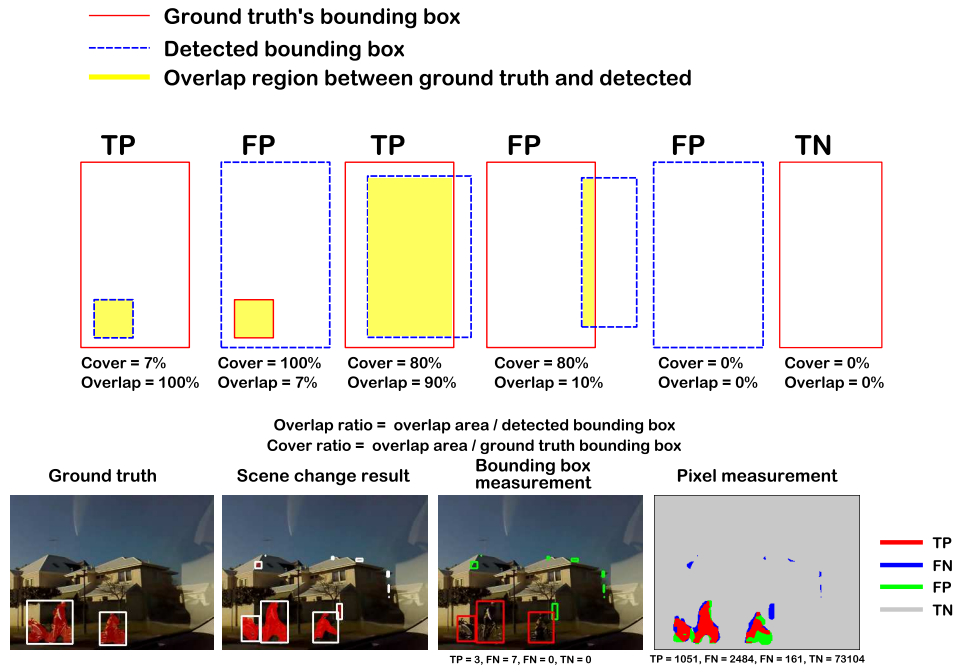 Ground truth's bounding box
Detected bounding box
Overlap region between ground truth and detected
TP FP TP FP FP TN
Cover = 7% Cover = 100% Cover = 80% Cover = 80% Cover = 0% Cover = 0%
Overlap = 100% Overlap = 7% Overlap = 90% Overlap = 10% Overlap = 0% Overlap = 0%
Overlap ratio = overlap area / detected bounding box
Cover ratio = overlap area / ground truth bounding box
Ground truth
Scene change result
Bounding box
measurement
Pixel measurement
TP
FN
FP
TN
TP = 3, FN = 7, FN = 0, TN = 0
TP = 1051, FN = 2484, FN = 161, TN = 73104